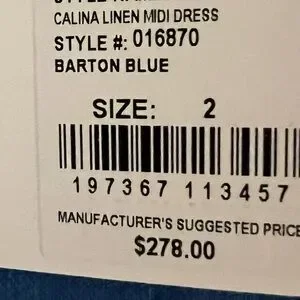 CALINA LINEN MIDI DRESS
STYLE #: 016870
BARTON BLUE
SIZE: 2
197367 113457
MANUFACTURER'S SUGGESTED PRICE
$278.00